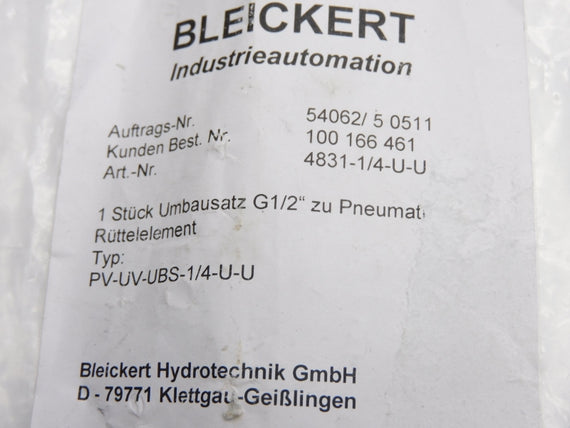 BLEICKERT
Industrieautomation
Auftrags-Nr. 54062/ 5 0511
Kunden Best. Nr. 100 166 461
Art.-Nr. 4831-1/4-U-U
1 Stück Umbausatz G1/2“ zu Pneumat.
Rüttelelement
Typ:
PV-UV-UBS-1/4-U-U
Bleickert Hydrotechnik GmbH
D - 79771 Klettgau-Geißlingen